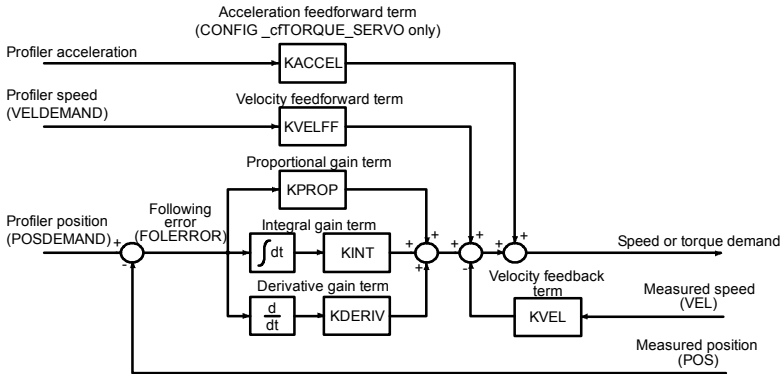 Acceleration feedforward term
(CONFIG _cfTORQUE_SERVO only)
Profiler acceleration
KACCEL
Profiler speed
(VELDEMAND)
Velocity feedforward term
KVELFF
Proportional gain term
KPROP
Profiler position
(POSDEMAND)
+
-
Following
error
(FOLERROR)
Integral gain term
∫dt
KINT
+
+
+
+
+
-
+
+
Speed or torque demand
Derivative gain term
d
dt
KDERIV
Velocity feedback
term
KVEL
Measured speed
(VEL)
Measured position
(POS)